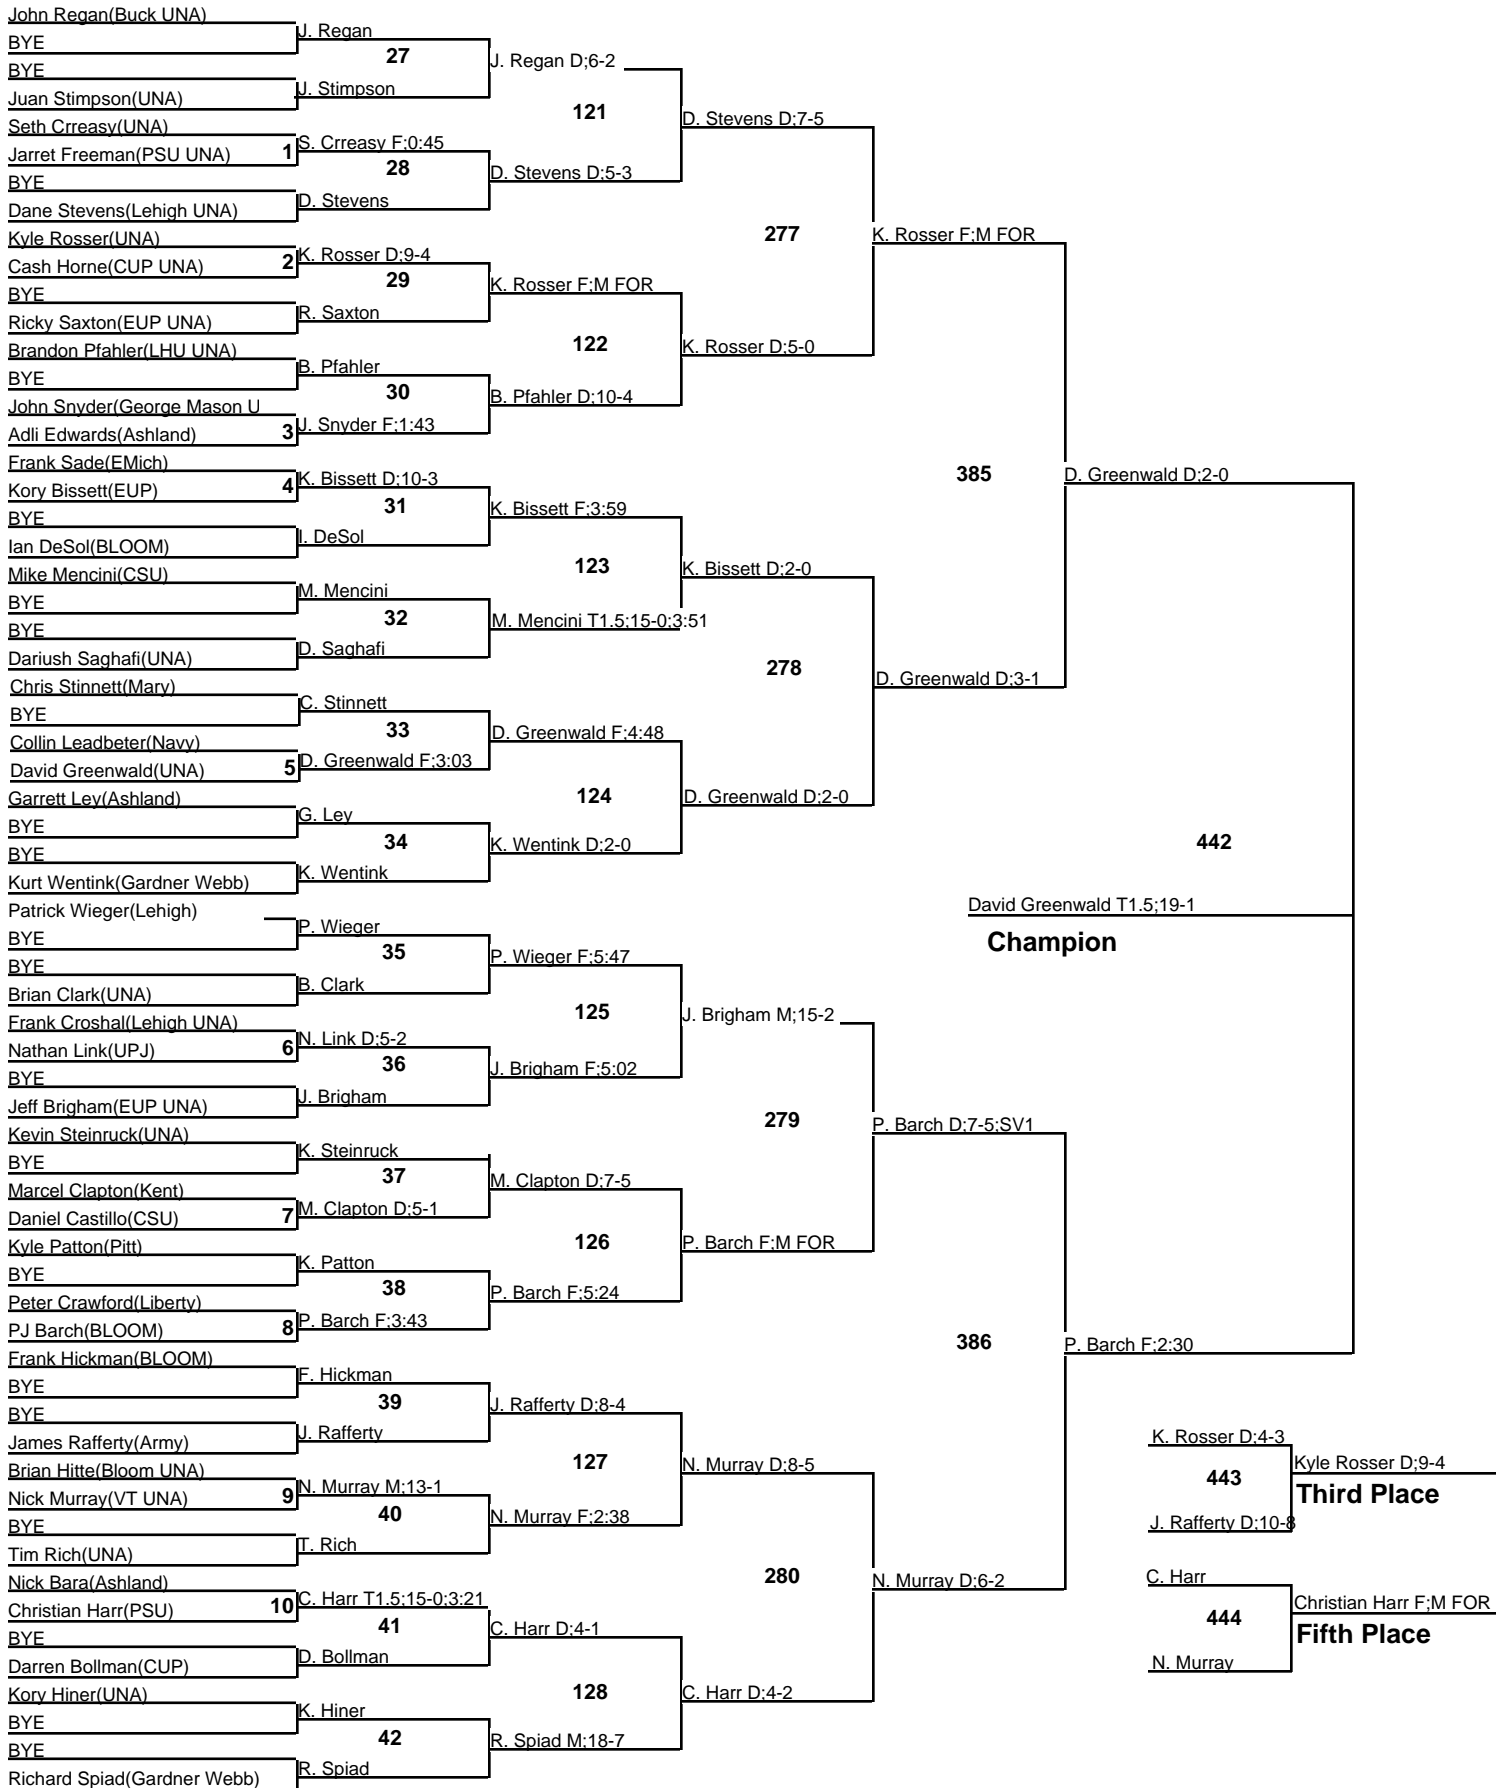 John Regan(Buck UNA)
BYE
BYE
Juan Stimpson(UNA)
Seth Crreasy(UNA)
Jarret Freeman(PSU UNA)
BYE
Dane Stevens(Lehigh UNA)
Kyle Rosser(UNA)
Cash Horne(CUP UNA)
BYE
Ricky Saxton(EUP UNA)
Brandon Pfahler(LHU UNA)
BYE
John Snyder(George Mason U
Adli Edwards(Ashland)
Frank Sade(EMich)
Kory Bissett(EUP)
BYE
Ian DeSol(BLOOM)
Mike Mencini(CSU)
BYE
BYE
Dariush Saghafi(UNA)
Chris Stinnett(Mary)
BYE
Collin Leadbeter(Navy)
David Greenwald(UNA)
Garrett Ley(Ashland)
BYE
BYE
Kurt Wentink(Gardner Webb)
Patrick Wieger(Lehigh)
BYE
BYE
Brian Clark(UNA)
Frank Croshal(Lehigh UNA)
Nathan Link(UPJ)
BYE
Jeff Brigham(EUP UNA)
Kevin Steinruck(UNA)
BYE
Marcel Clapton(Kent)
Daniel Castillo(CSU)
Kyle Patton(Pitt)
BYE
Peter Crawford(Liberty)
PJ Barch(BLOOM)
Frank Hickman(BLOOM)
BYE
BYE
James Rafferty(Army)
Brian Hitte(Bloom UNA)
Nick Murray(VT UNA)
BYE
Tim Rich(UNA)
Nick Bara(Ashland)
Christian Harr(PSU)
BYE
Darren Bollman(CUP)
Kory Hiner(UNA)
BYE
BYE
Richard Spiad(Gardner Webb)
1
2
3
4
5
6
7
8
9
10
J. Regan
27
J. Stimpson
S. Crreasy F;0:45
28
D. Stevens
K. Rosser D;9-4
29
R. Saxton
B. Pfahler
30
J. Snyder F;1:43
K. Bissett D;10-3
31
I. DeSol
M. Mencini
32
D. Saghafi
C. Stinnett
33
D. Greenwald F;3:03
G. Ley
34
K. Wentink
P. Wieger
35
B. Clark
N. Link D;5-2
36
J. Brigham
K. Steinruck
37
M. Clapton D;5-1
K. Patton
38
P. Barch F;3:43
F. Hickman
39
J. Rafferty
N. Murray M;13-1
40
T. Rich
C. Harr T1.5;15-0;3:21
41
D. Bollman
K. Hiner
42
R. Spiad
J. Regan D;6-2
121
D. Stevens D;5-3
K. Rosser F;M FOR
122
B. Pfahler D;10-4
K. Bissett F;3:59
123
M. Mencini T1.5;15-0;3:51
D. Greenwald F;4:48
124
K. Wentink D;2-0
P. Wieger F;5:47
125
J. Brigham F;5:02
M. Clapton D;7-5
126
P. Barch F;5:24
J. Rafferty D;8-4
127
N. Murray F;2:38
C. Harr D;4-1
128
R. Spiad M;18-7
D. Stevens D;7-5
277
K. Rosser D;5-0
K. Bissett D;2-0
278
D. Greenwald D;2-0
J. Brigham M;15-2
279
P. Barch F;M FOR
N. Murray D;8-5
280
C. Harr D;4-2
K. Rosser F;M FOR
385
D. Greenwald D;3-1
P. Barch D;7-5;SV1
386
N. Murray D;6-2
D. Greenwald D;2-0
442
P. Barch F;2:30
David Greenwald T1.5;19-1
Champion
K. Rosser D;4-3
443
J. Rafferty D;10-8
Kyle Rosser D;9-4
Third Place
C. Harr
444
N. Murray
Christian Harr F;M FOR
Fifth Place